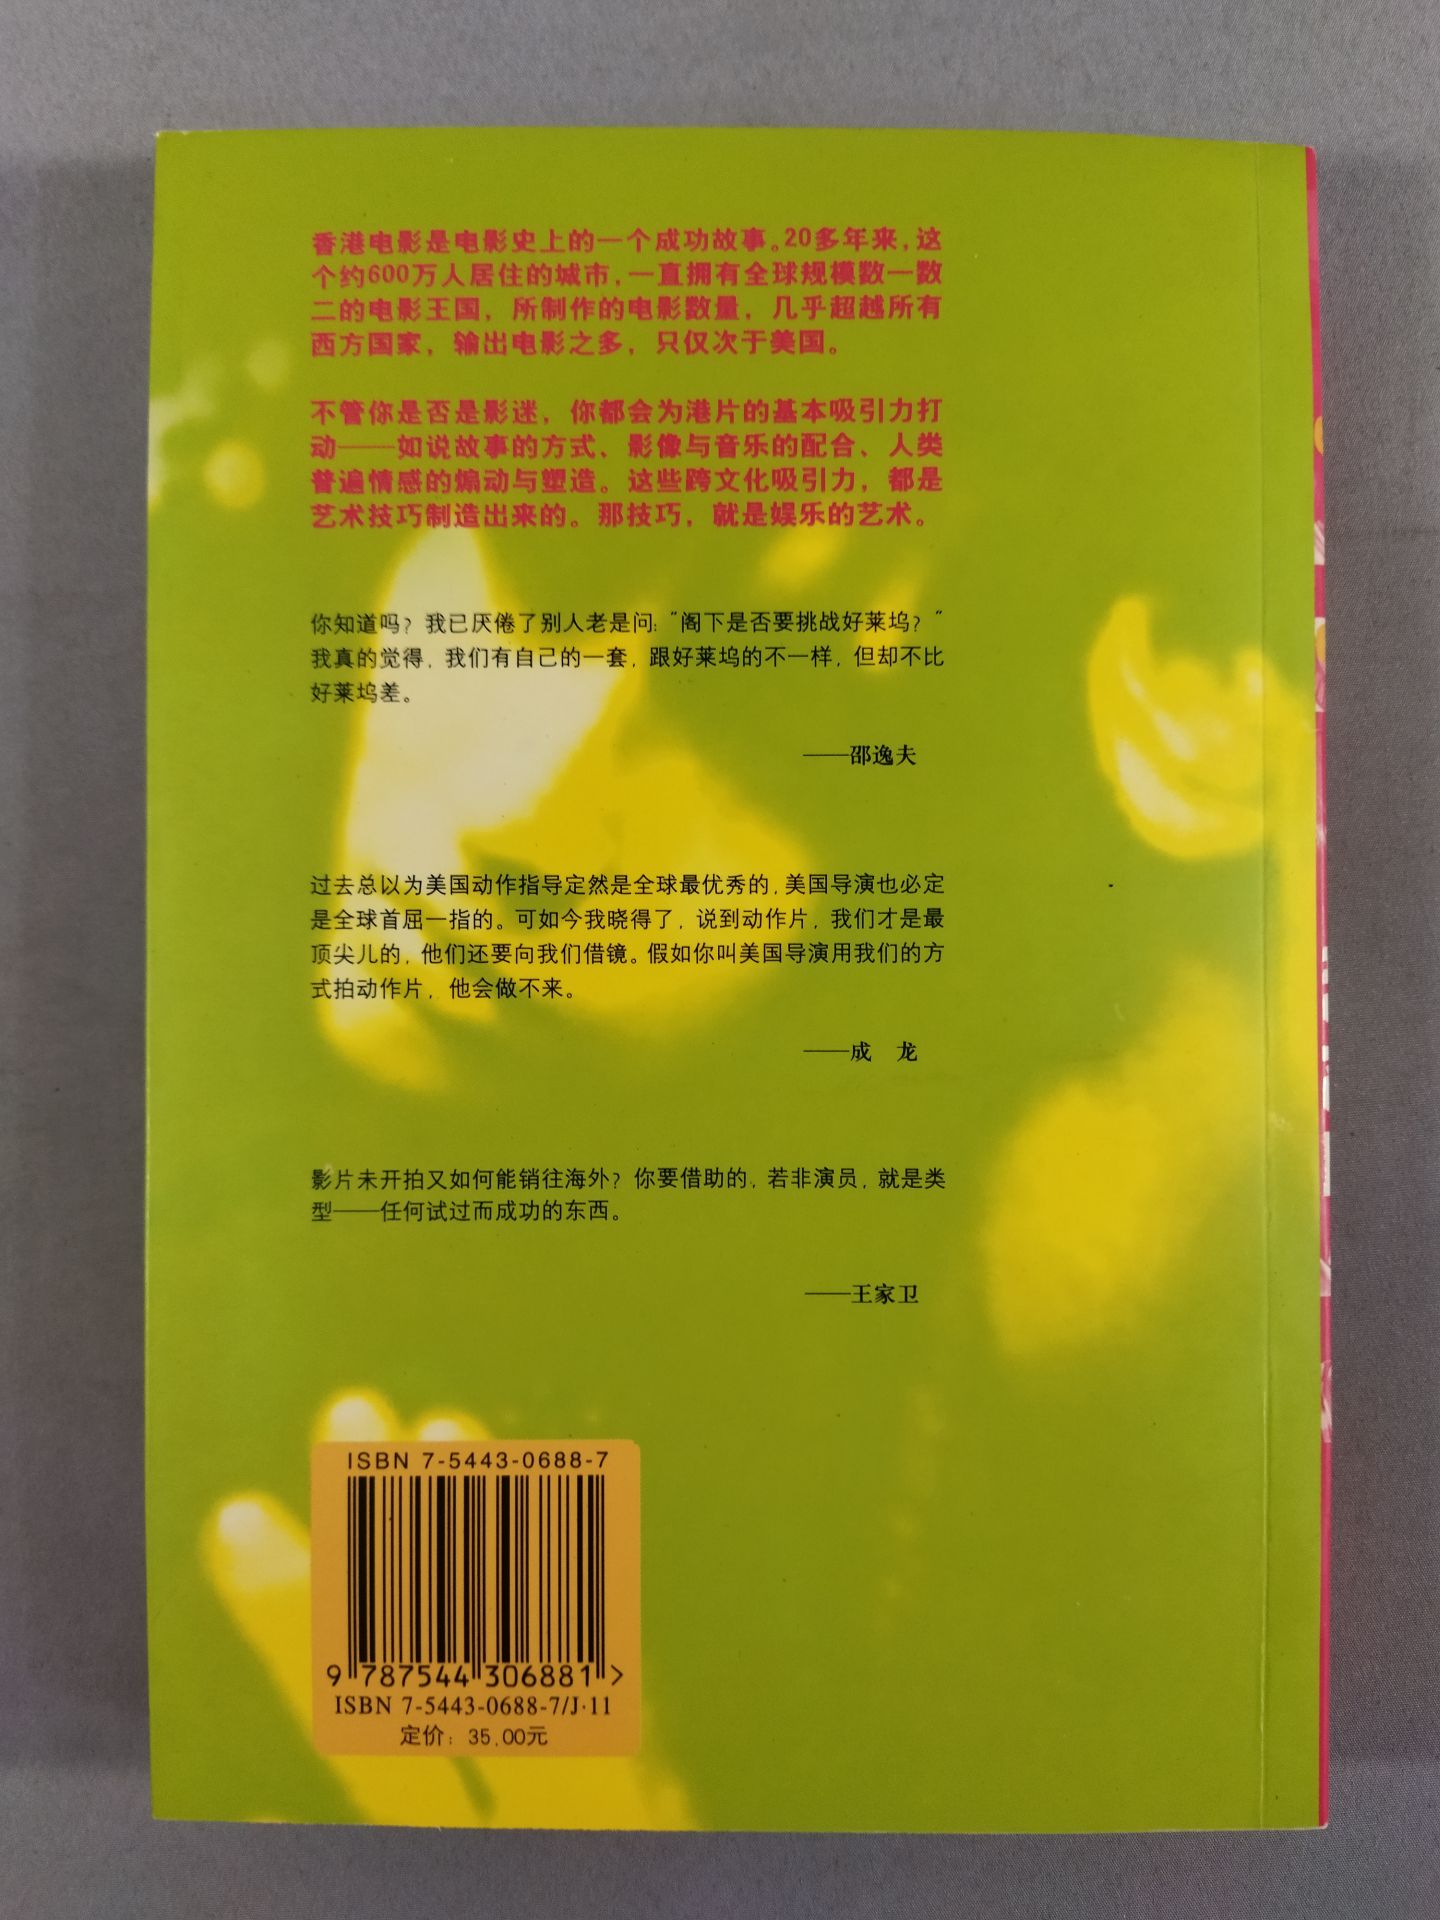 香港电影是电影史上的一个成功故事。20多年来，这
个约600万人居住的城市，一直拥有全球规模数一数
二的电影王国，所制作的电影数量，几乎超越所有
西方国家，输出电影之多，只仅次于美国。
不管你是否是影迷，你都会为港片的基本吸引力打
动——如说故事的方式、影像与音乐的配合、人类
普遍情感的煽动与塑造。这些跨文化吸引力，都是
艺术技巧制造出来的。那技巧，就是娱乐的艺术。
你知道吗？我已厌倦了别人老是问：“阁下是否要挑战好莱坞？”
我真的觉得，我们有自己的一套，跟好莱坞的不一样，但却不比
好莱坞差。
——邵逸夫
过去总以为美国动作指导定然是全球最优秀的，美国导演也必定
是全球首屈一指的。可如今我晓得了，说到动作片，我们才是最
顶尖儿的，他们还要向我们借镜。假如你叫美国导演用我们的方
式拍动作片，他会做不来。
——成　龙
影片未开拍又如何能销往海外？你要借助的，若非演员，就是类
型——任何试过而成功的东西。
——王家卫
ISBN 7-5443-0688-7
9 787544 306881 >
ISBN 7-5443-0688-7/J·11
定价：35.00元